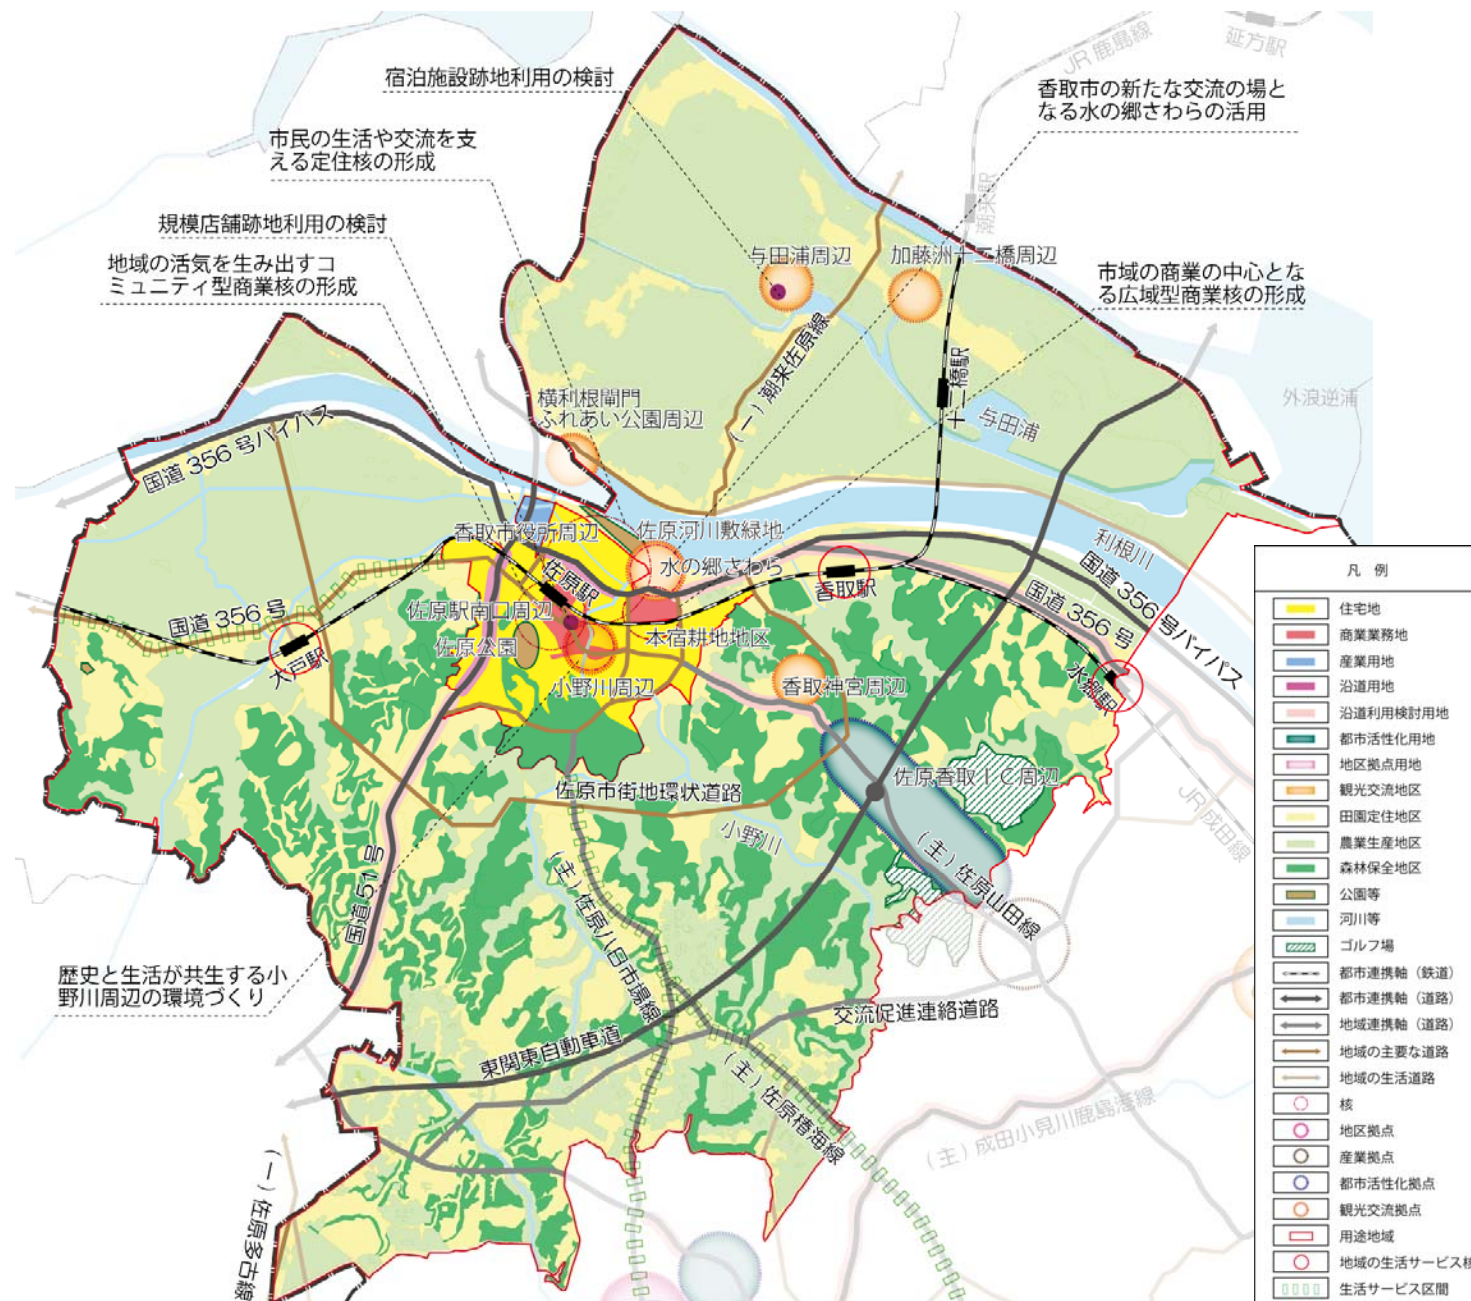 延方駅
JR 鹿島線
宿泊施設跡地利用の検討
香取市の新たな交流の場と
なる水の郷さわらの活用
市民の生活や交流を支
える定住核の形成
潮来駅
規模店舗跡地利用の検討
地域の活気を生み出すコ
ミュニティ型商業核の形成
与田浦周辺
加藤洲十二橋周辺
市域の商業の中心とな
る広域型商業核の形成
(一)潮来佐原線
十二橋駅
与田浦
外浪逆浦
横利根閘門
ふれあい公園周辺
国道 356 号バイパス
香取市役所周辺
佐原河川敷緑地
利根川
水の郷さわら
佐原駅
香取駅
国道 356 号バイパス
国道 356 号
国道 356 号
佐原駅南口周辺
佐原公園
本宿耕地地区
大戸駅
小野川周辺
香取神宮周辺
水郷駅
佐原香取IC周辺
佐原市街地環状道路
JR 成田線
小野川
(主)佐原山田線
国道 51 号
(主)佐原八日市場線
歴史と生活が共生する小
野川周辺の環境づくり
交流促進連絡道路
東関東自動車道
(主)佐原椿海線
(主)成田小見川鹿島港線
(一)佐原多古線
凡 例
住宅地
商業業務地
産業用地
沿道用地
沿道利用検討用地
都市活性化用地
地区拠点用地
観光交流地区
田園定住地区
農業生産地区
森林保全地区
公園等
河川等
ゴルフ場
都市連携軸（鉄道）
都市連携軸（道路）
地域連携軸（道路）
地域の主要な道路
地域の生活道路
核
地区拠点
産業拠点
都市活性化拠点
観光交流拠点
用途地域
地域の生活サービス核
生活サービス区間